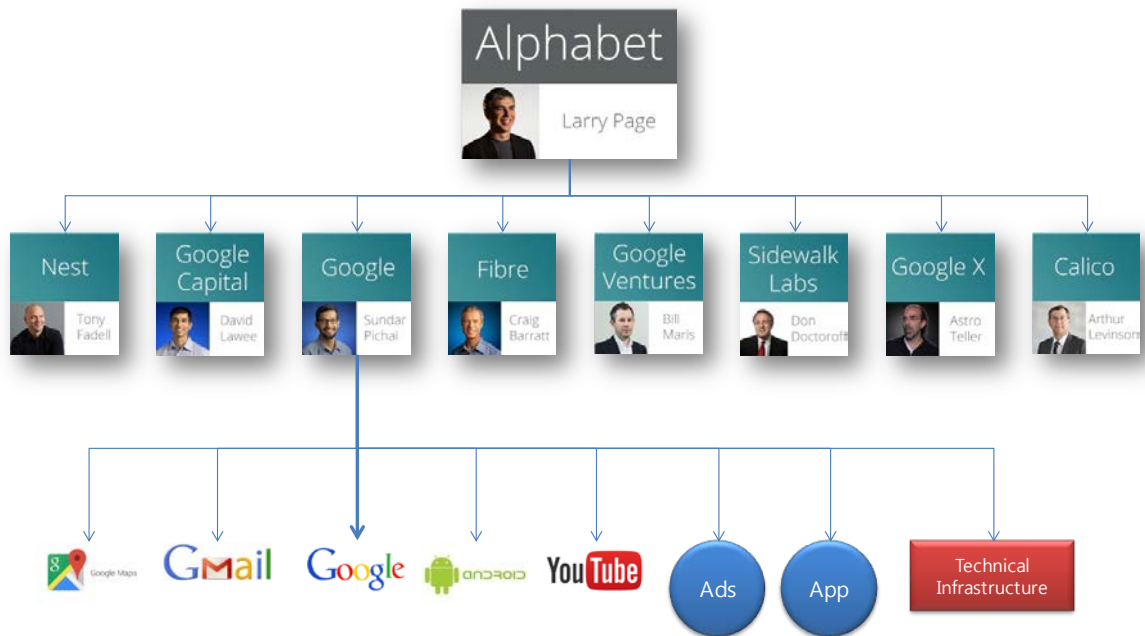 Alphabet
Larry Page
Nest
Tony
Fadell
Google
Capital
David
Lawee
Google
Sundar
Pichai
Fibre
Craig
Barratt
Google
Ventures
Bill
Maris
Sidewalk
Labs
Don
Doctoroff
Google X
Astro
Teller
Calico
Arthur
Levinson
g
Google Maps
Gmail
Google
android
YouTube
Ads
App
Technical
Infrastructure